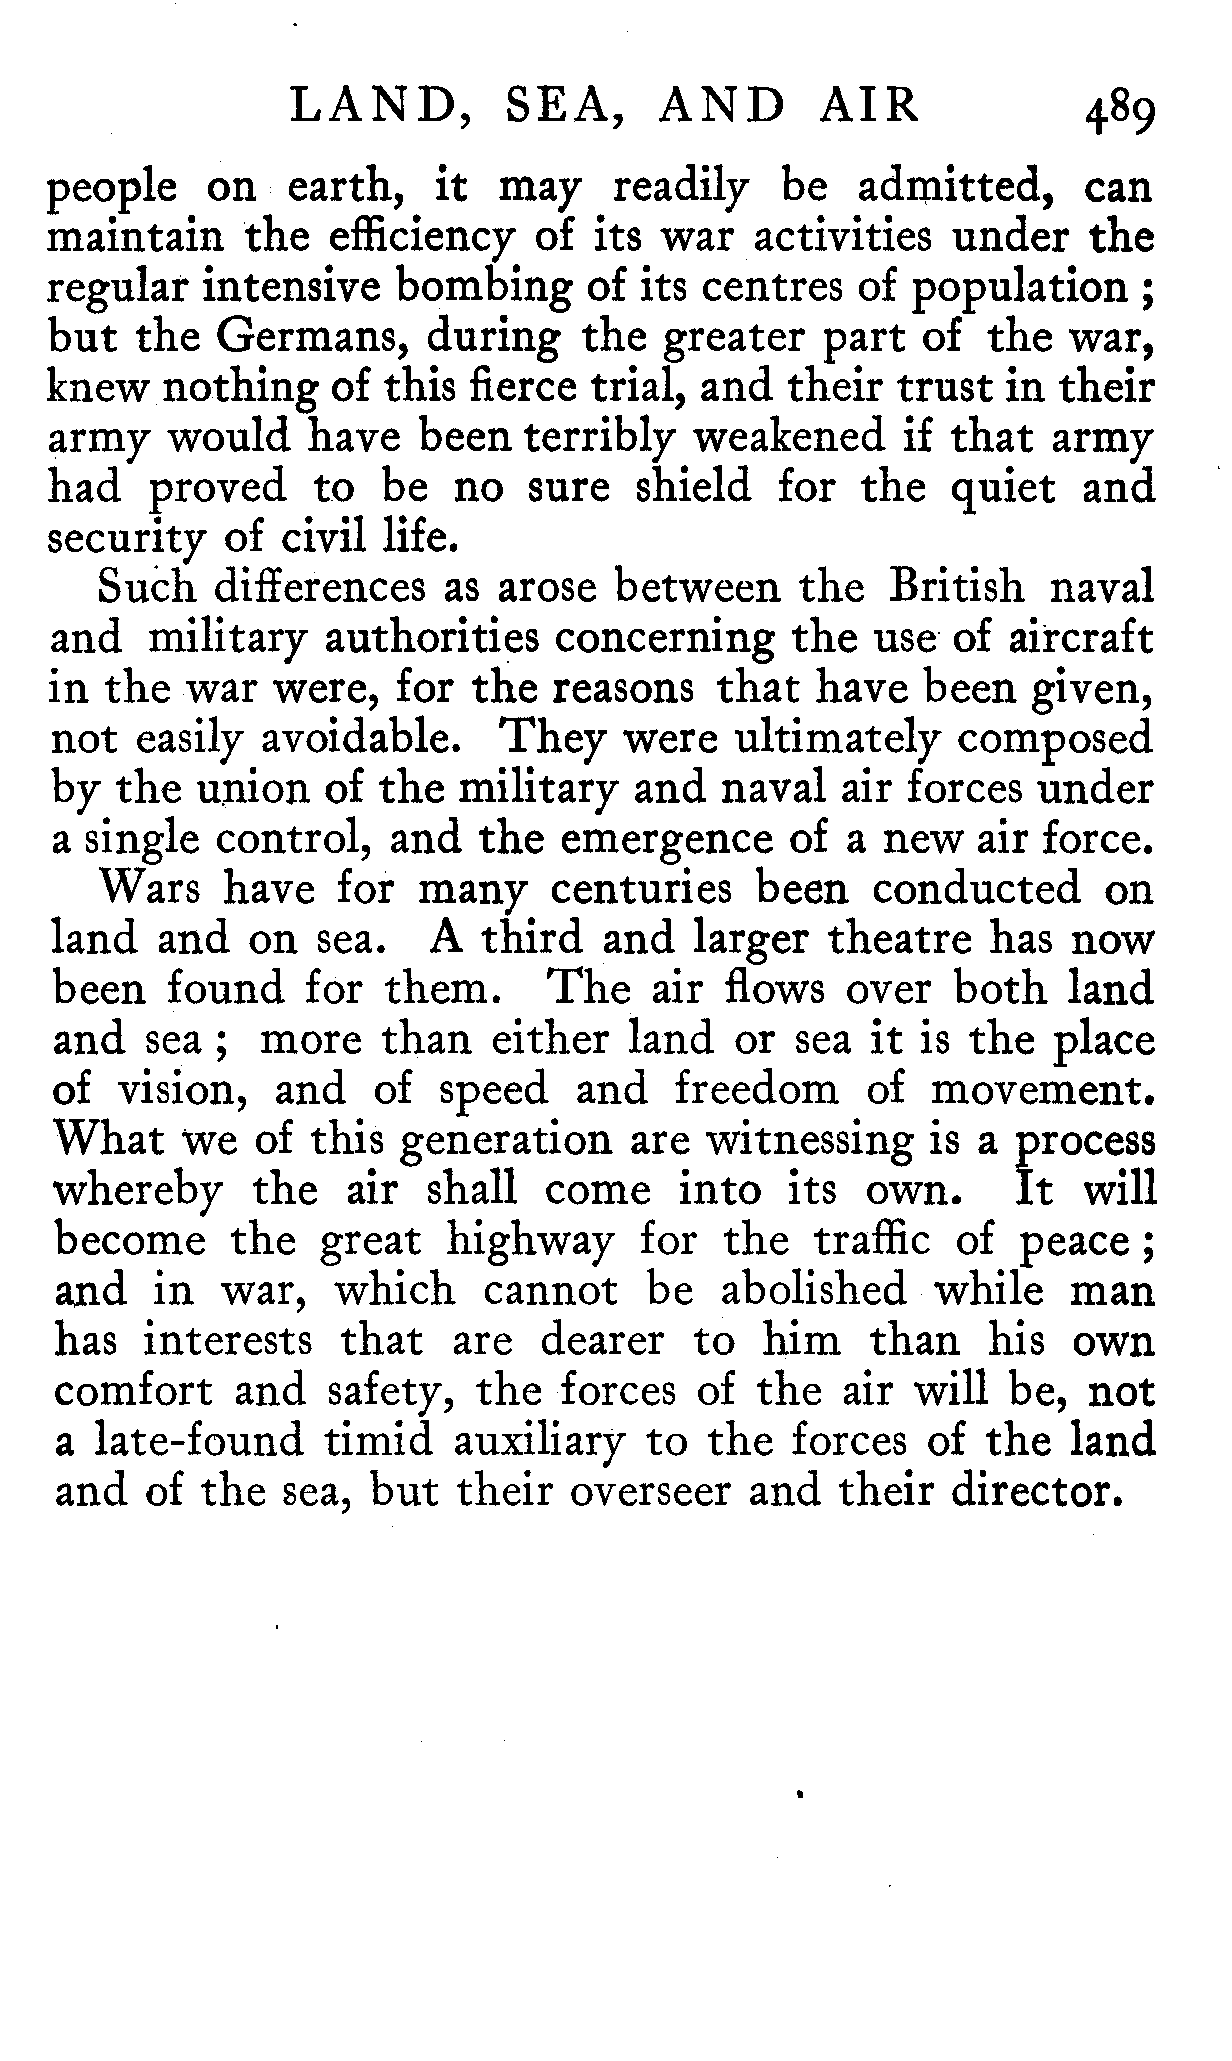 LAND, SEA, AND AIR 489
people on earth, it may readily be admitted, can
maintain the efficiency of its war activities under the
regular intensive bombing of its centres of population ;
but the Germans, during the greater part of the war,
knew nothing of this fierce trial, and their trust in their
army would have been terribly weakened if that army
had proved to be no sure shield for the quiet and
security of civil life.
Such differences as arose between the British naval
and military authorities concerning the use of aircraft
in the war were, for the reasons that have been given,
not easily avoidable. They were ultimately composed
by the union of the military and naval air forces under
a single control, and the emergence of a new air force.
Wars have for many centuries been conducted on
land and on sea. A third and larger theatre has now
been found for them. The air flows over both land
and sea ; more than either land or sea it is the place
of vision, and of speed and freedom of movement.
What we of this generation are witnessing is a process
whereby the air shall come into its own. It will
become the great highway for the traffic of peace ;
and in war, which cannot be abolished while man
has interests that are dearer to him than his own
comfort and safety, the forces of the air will be, not
a late-found timid auxiliary to the forces of the land
and of the sea, but their overseer and their director.